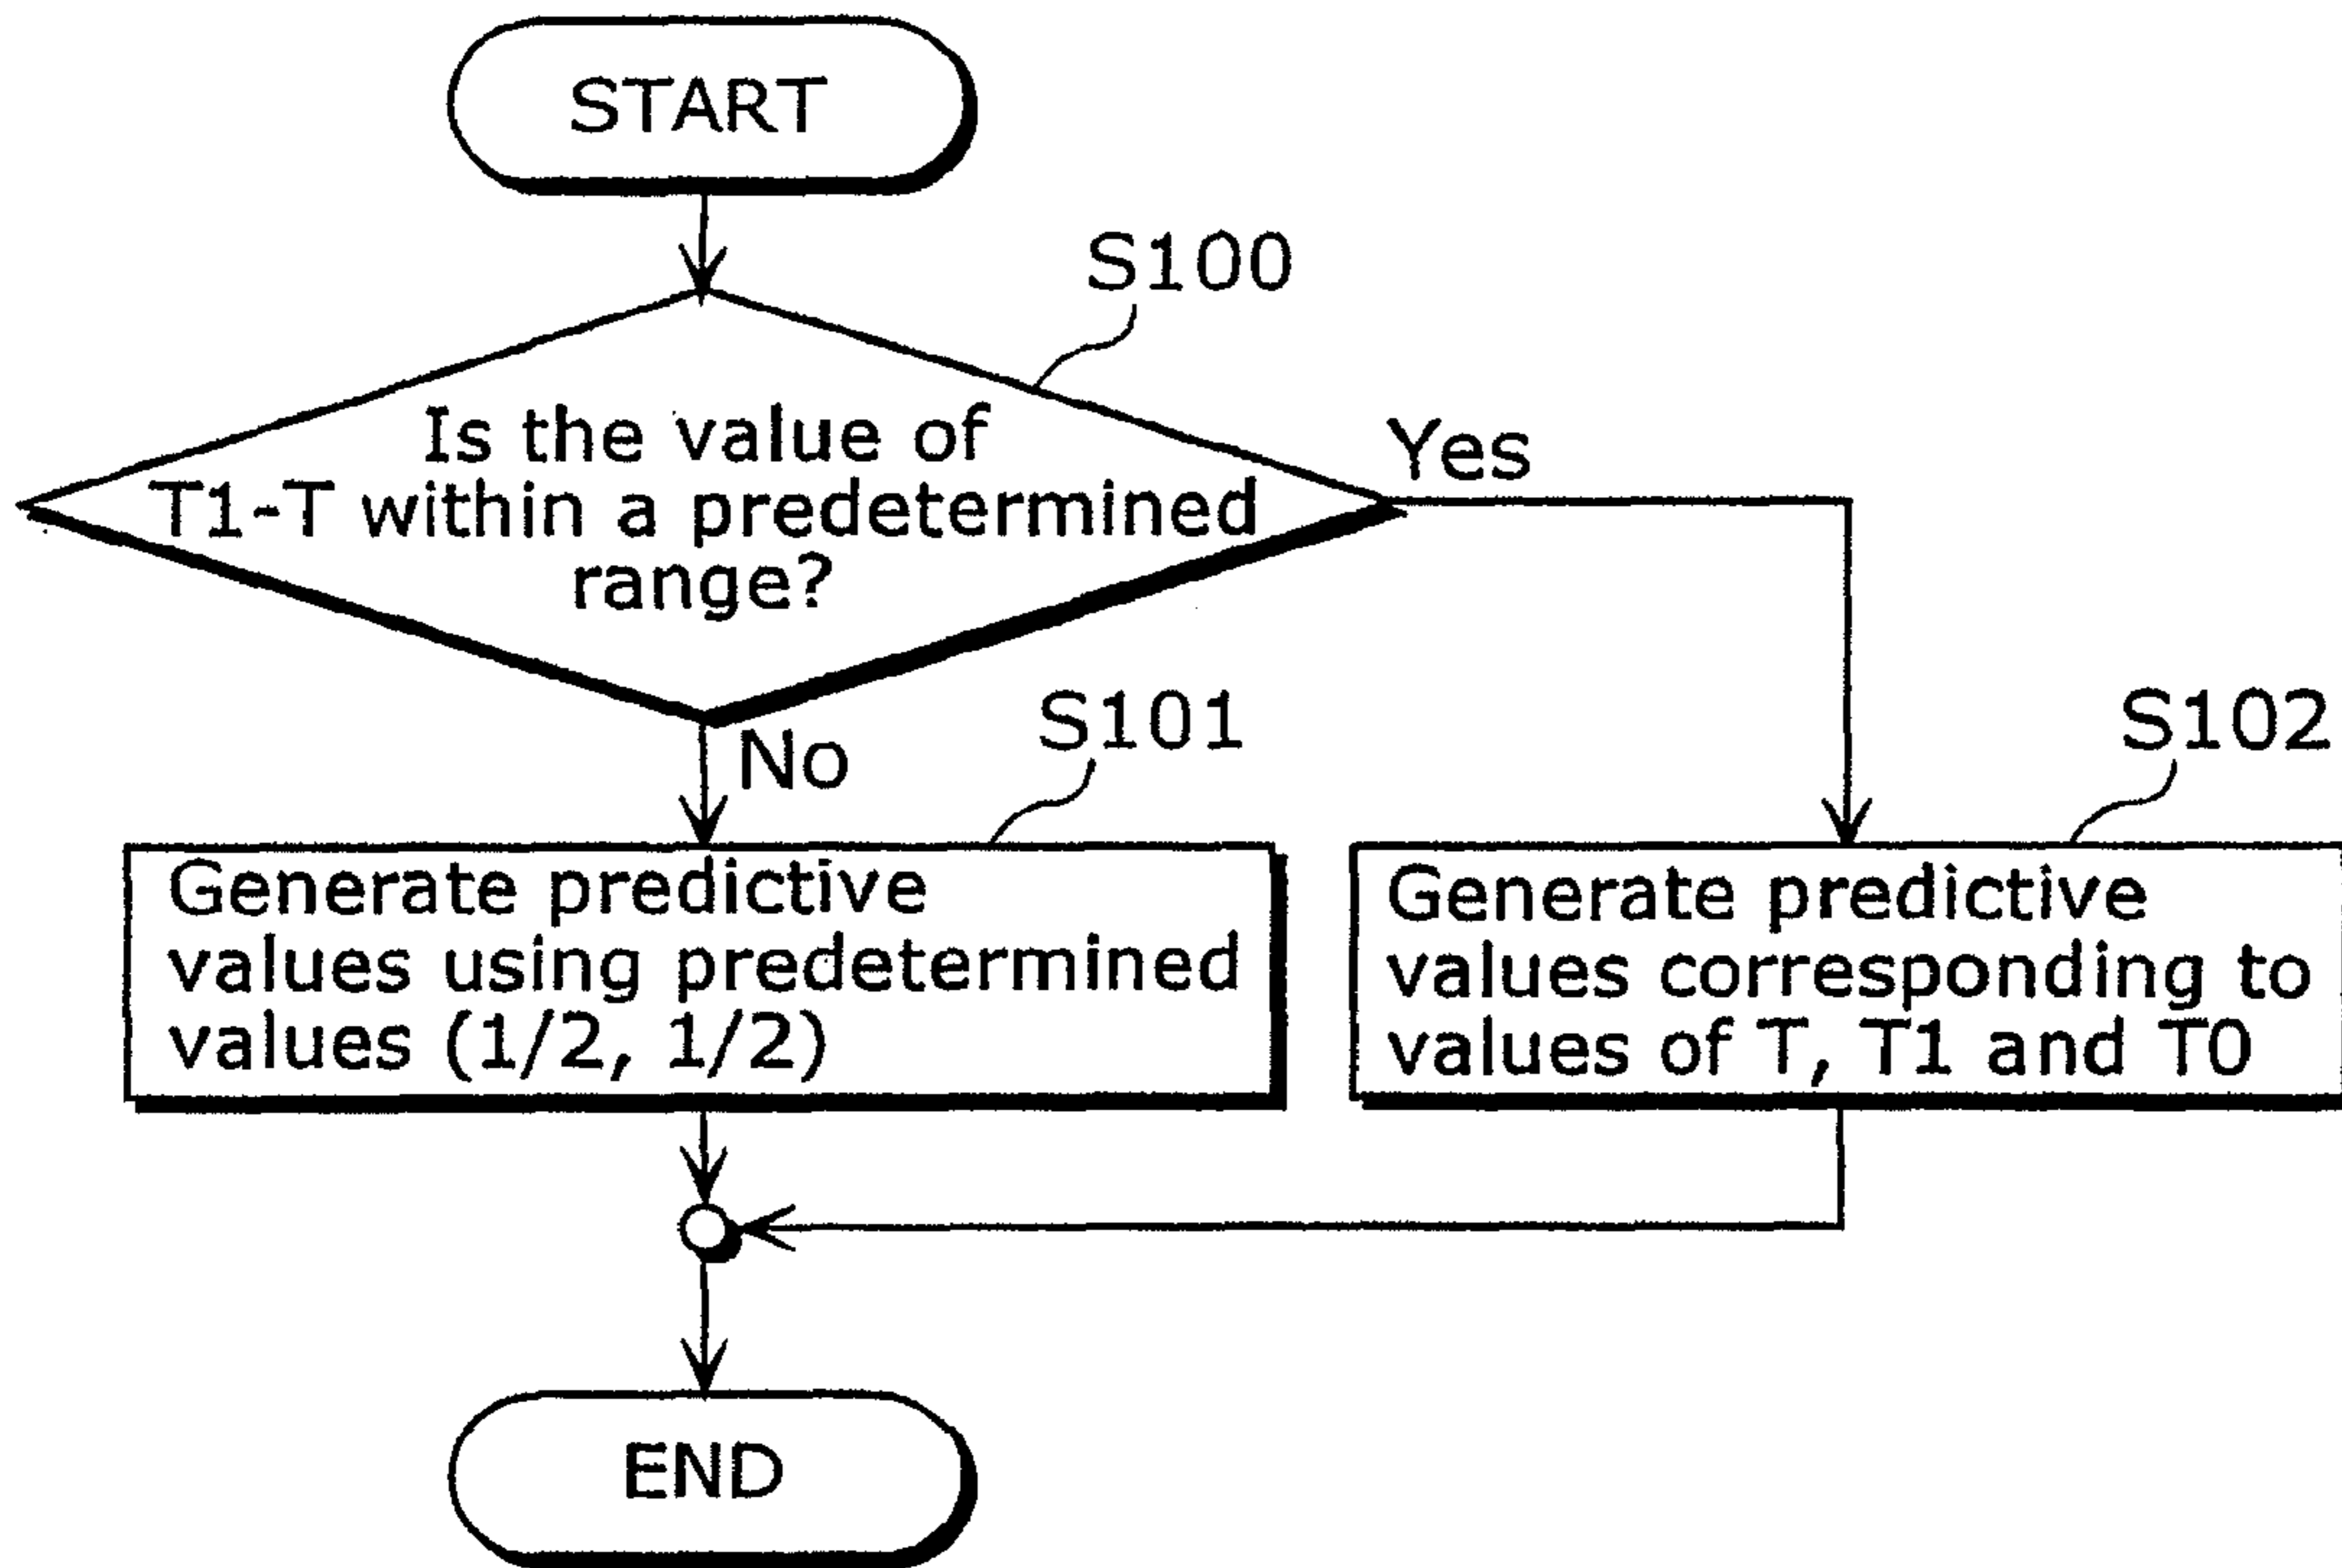 START
S100
Is the value of
T1-T within a predetermined
range?
Yes
No
S101
S102
Generate predictive
values using predetermined
values (1/2, 1/2)
Generate predictive
values corresponding to
values of T, T1 and T0
END